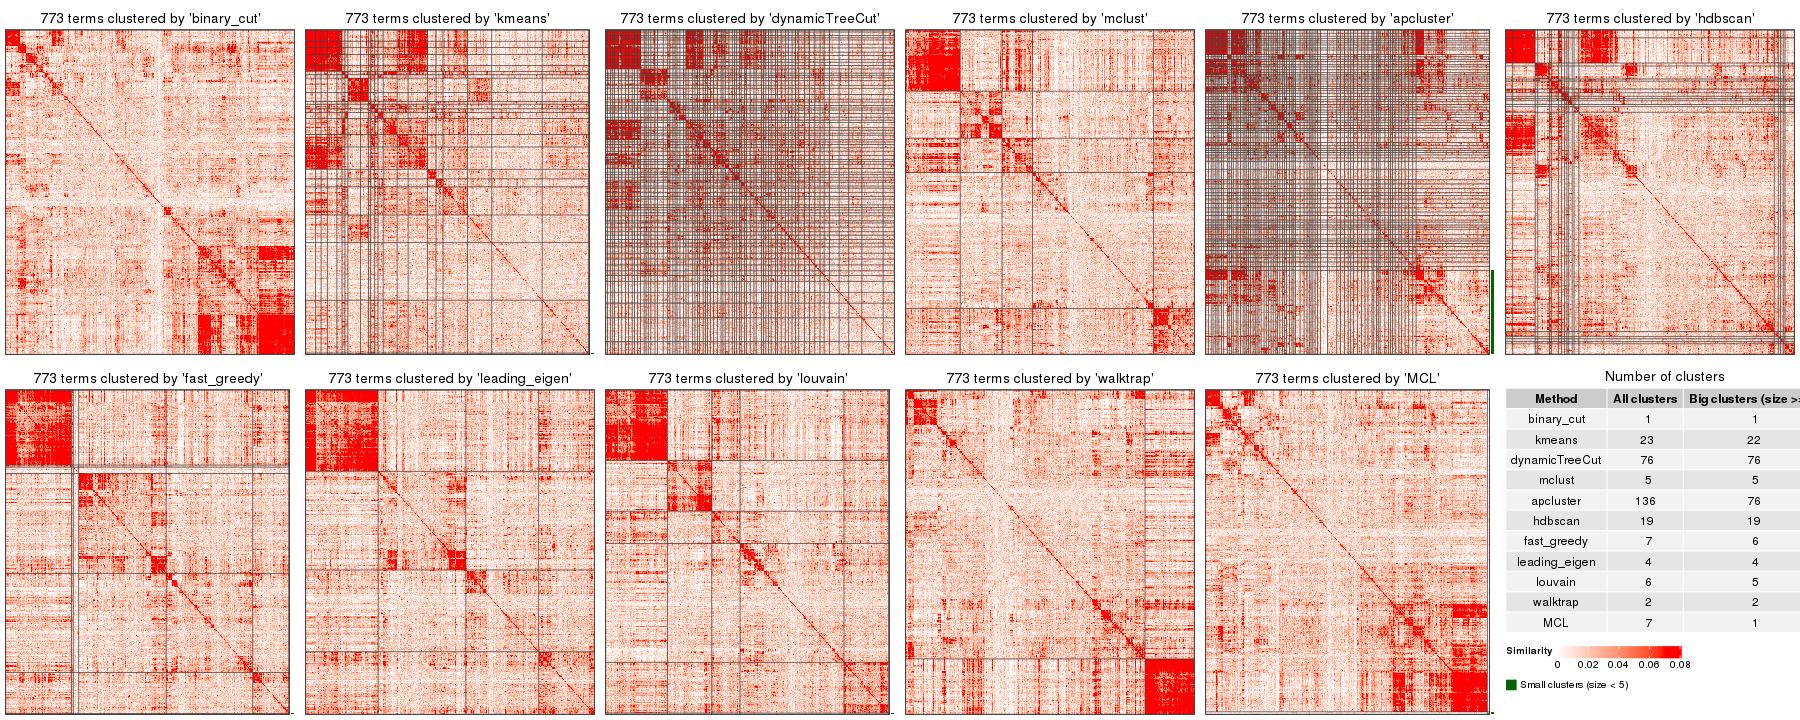 773 terms clustered by 'binary_cut'
773 terms clustered by 'kmeans'
773 terms clustered by 'dynamicTreeCut'
773 terms clustered by 'mclust'
773 terms clustered by 'apcluster'
773 terms clustered by 'hdbscan'
773 terms clustered by 'fast_greedy'
773 terms clustered by 'leading_eigen'
773 terms clustered by 'louvain'
773 terms clustered by 'walktrap'
773 terms clustered by 'MCL'
Number of clusters
Method All clusters Big clusters (size >=
binary_cut 1 1
kmeans 23 22
dynamicTreeCut 76 76
mclust 5 5
apcluster 136 76
hdbscan 19 19
fast_greedy 7 6
leading_eigen 4 4
louvain 6 5
walktrap 2 2
MCL 7 1
Similarity
0 0.02 0.04 0.06 0.08
Small clusters (size < 5)